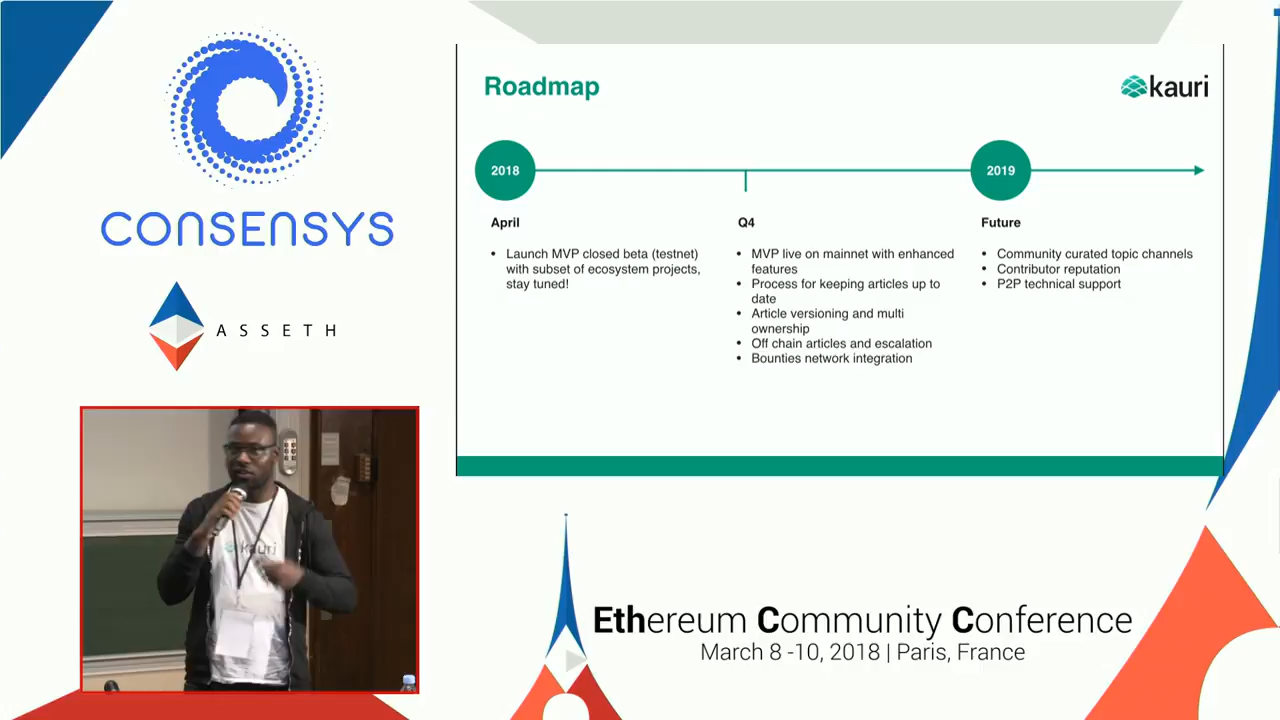 CONSENSYS
ASSETH
Roadmap
kauri
2018
2019
April
Q4
Future
• Launch MVP closed beta (testnet)
with subset of ecosystem projects,
stay tuned!
• MVP live on mainnet with enhanced
features
• Process for keeping articles up to
date
• Article versioning and multi
ownership
• Off chain articles and escalation
• Bounties network integration
• Community curated topic channels
• Contributor reputation
• P2P technical support
kauri
Ethereum Community Conference
March 8 -10, 2018 | Paris, France